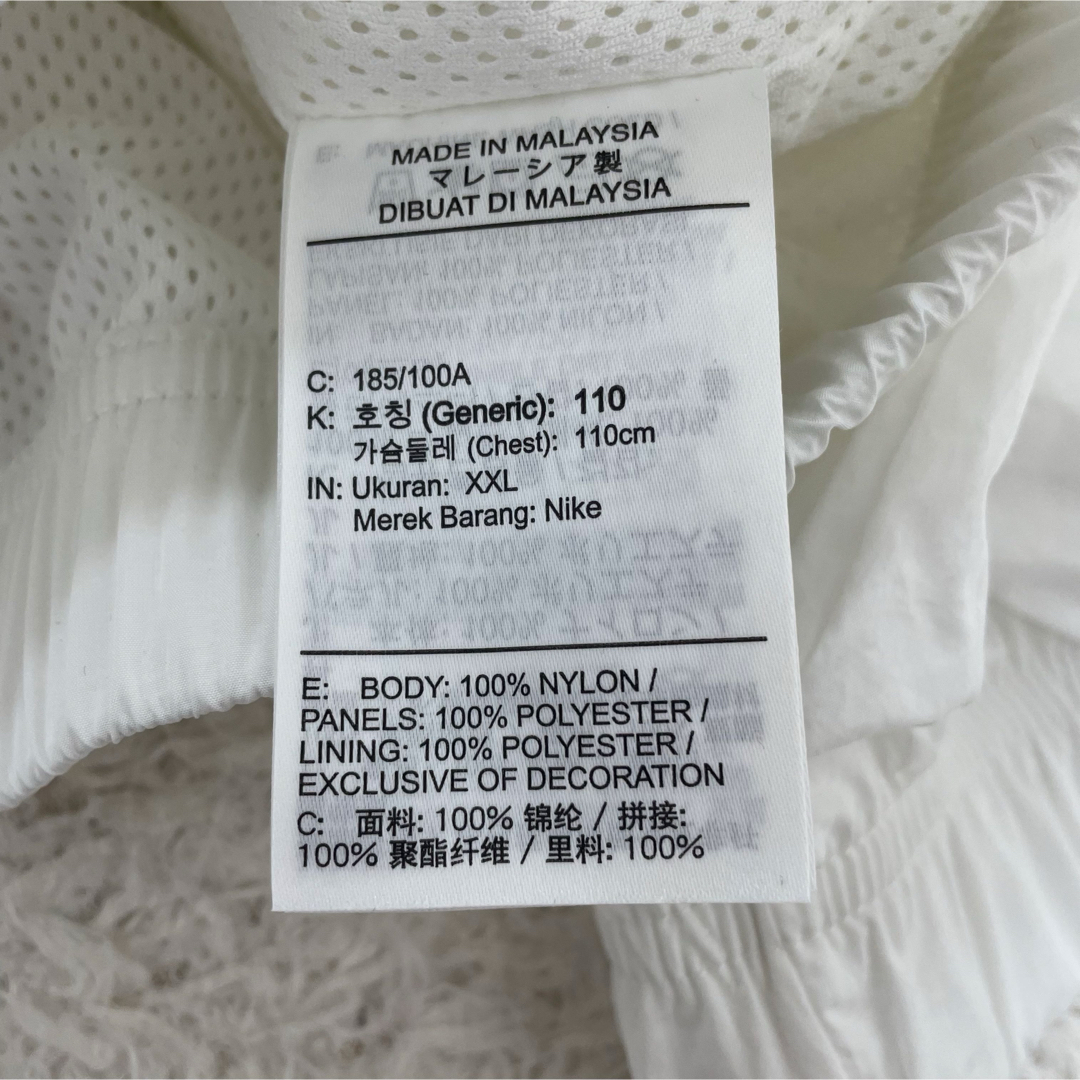 MADE IN MALAYSIA
マレーシア製
DIBUAT DI MALAYSIA
C: 185/100A
K: 호칭 (Generic): 110
가슴둘레 (Chest): 110cm
IN: Ukuran: XXL
Merek Barang: Nike
E: BODY: 100% NYLON /
PANELS: 100% POLYESTER /
LINING: 100% POLYESTER /
EXCLUSIVE OF DECORATION
C: 面料: 100% 锦纶 / 拼接:
100% 聚酯纤维 / 里料: 100%